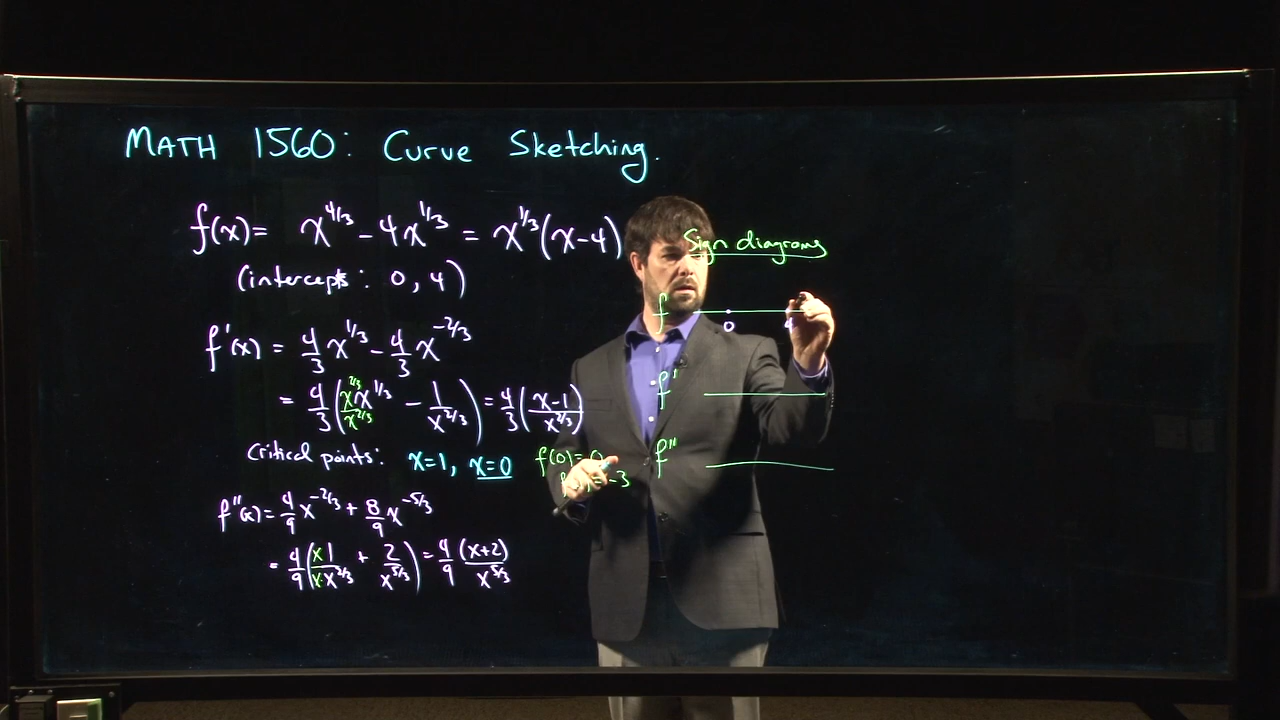 MATH 1560: Curve Sketching.
f(x) = x^{4/3} - 4x^{1/3} = x^{1/3}(x-4)
(intercepts: 0, 4)
f'(x) = 4/3 x^{1/3} - 4/3 x^{-2/3}
= 4/3 (x^{2/3}/x^{2/3} x^{1/3} - 1/x^{2/3}) = 4/3 ((x-1)/x^{2/3})
Critical points: x=1, x=0 f(0)=0
-3
f''(x) = 4/9 x^{-2/3} + 8/9 x^{-5/3}
= 4/9 (x/x 1/x^{2/3} + 2/x^{5/3}) = 4/9 (x+2)/x^{5/3}
Sign diagrams
f
0
f'
f''